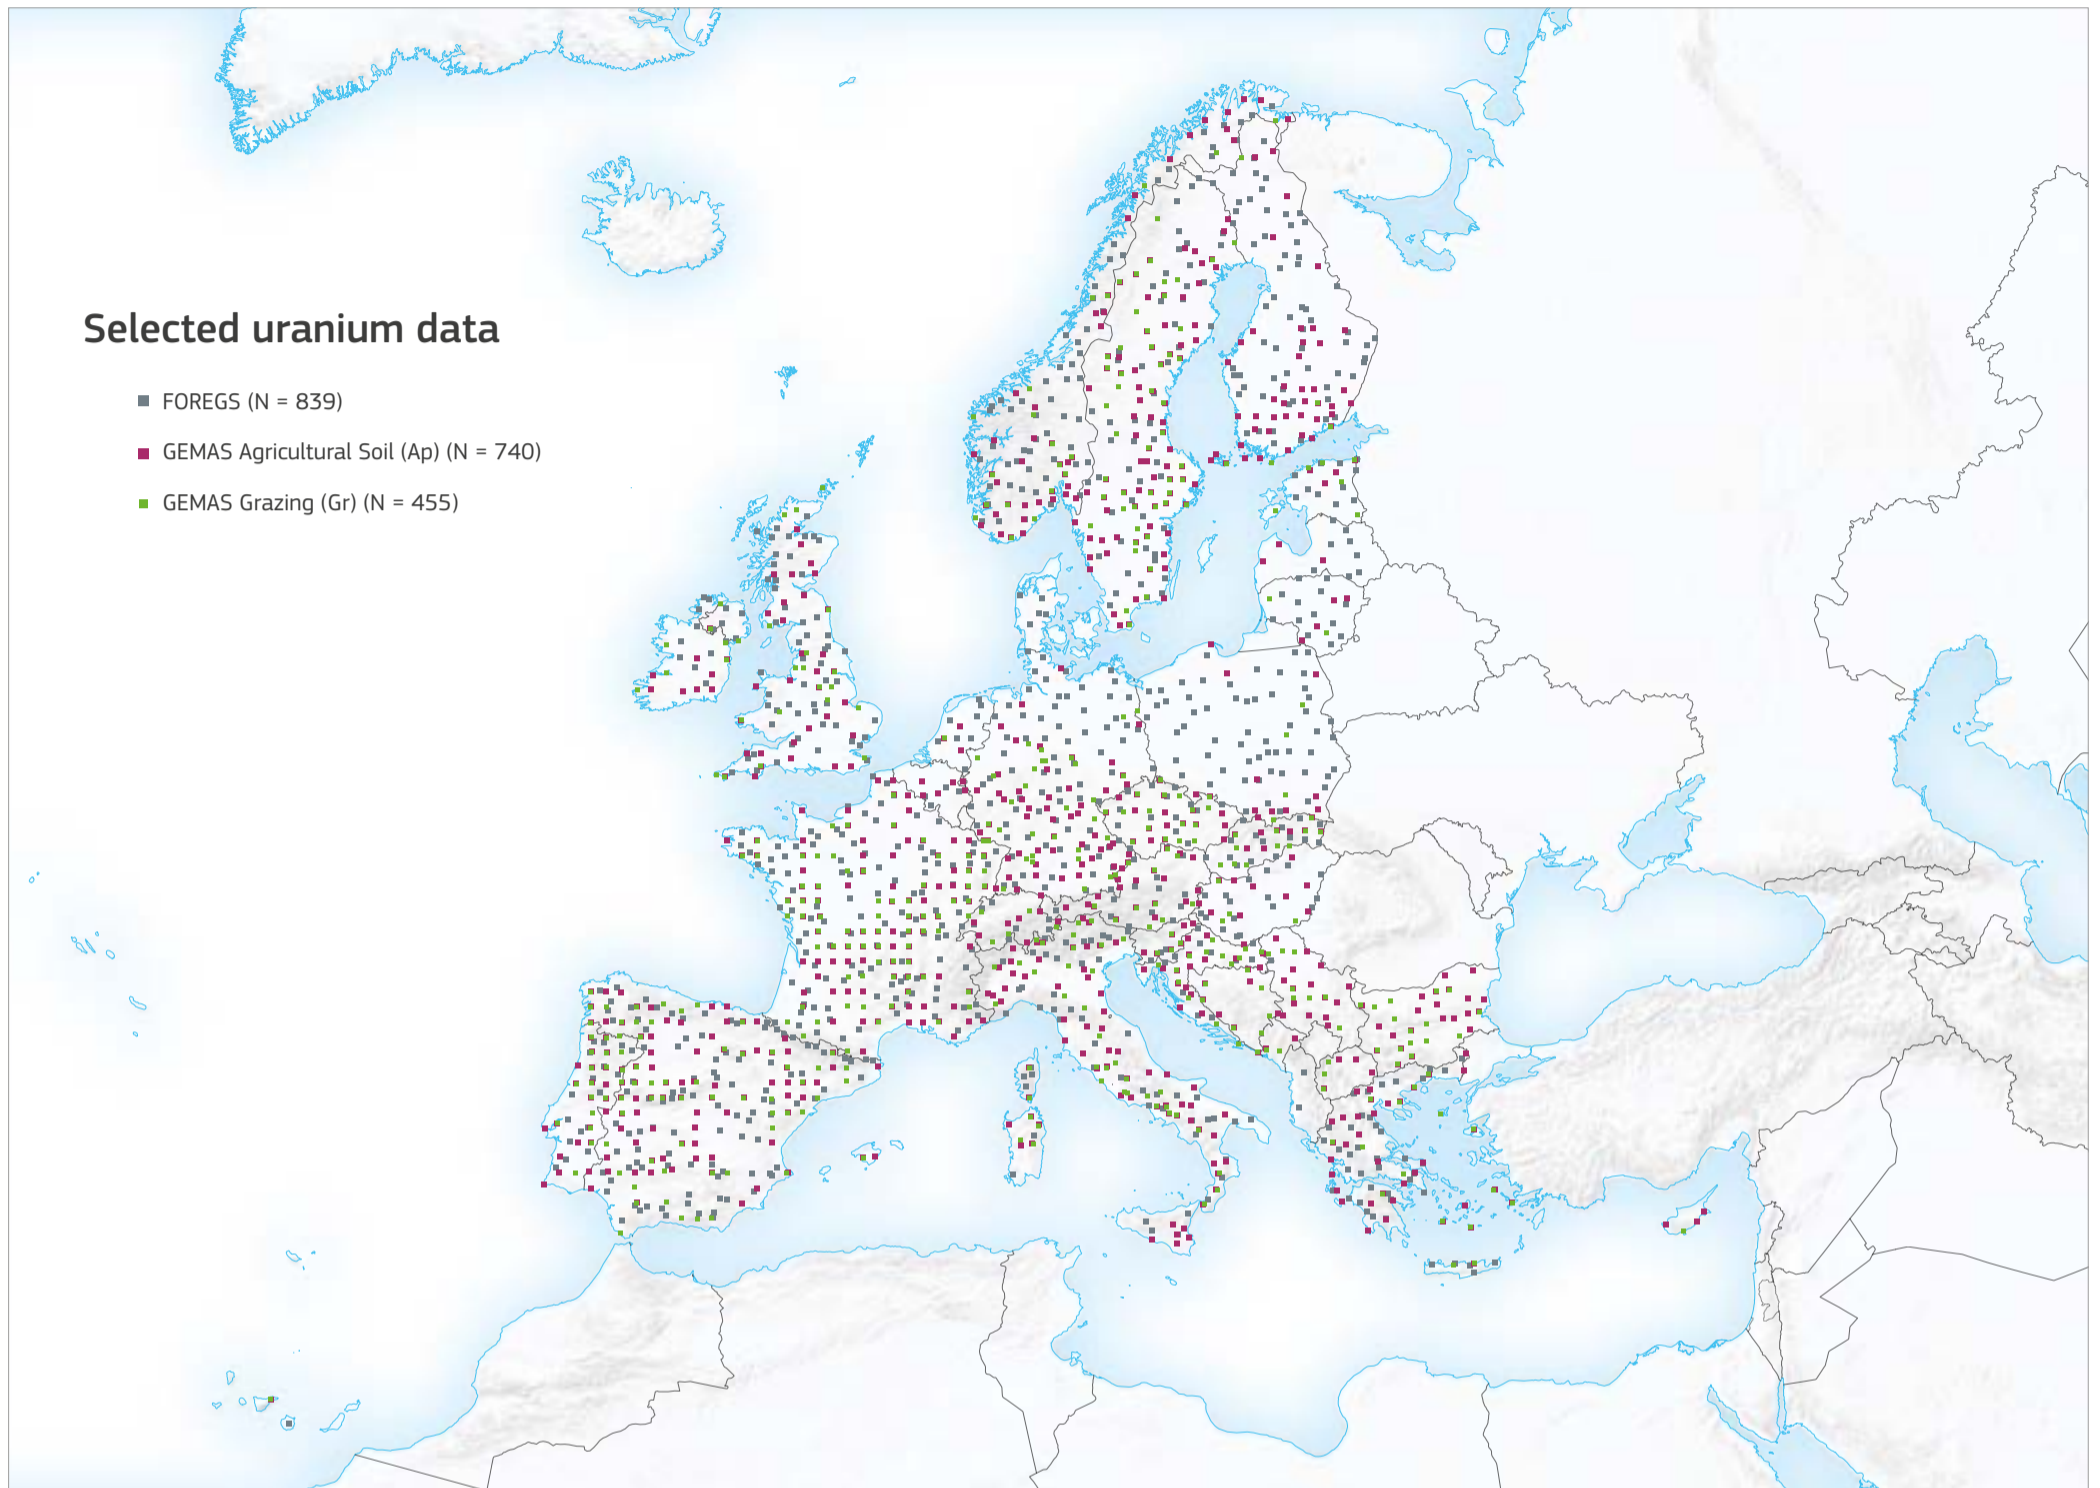 Selected uranium data
FOREGS (N = 839)
GEMAS Agricultural Soil (Ap) (N = 740)
GEMAS Grazing (Gr) (N = 455)